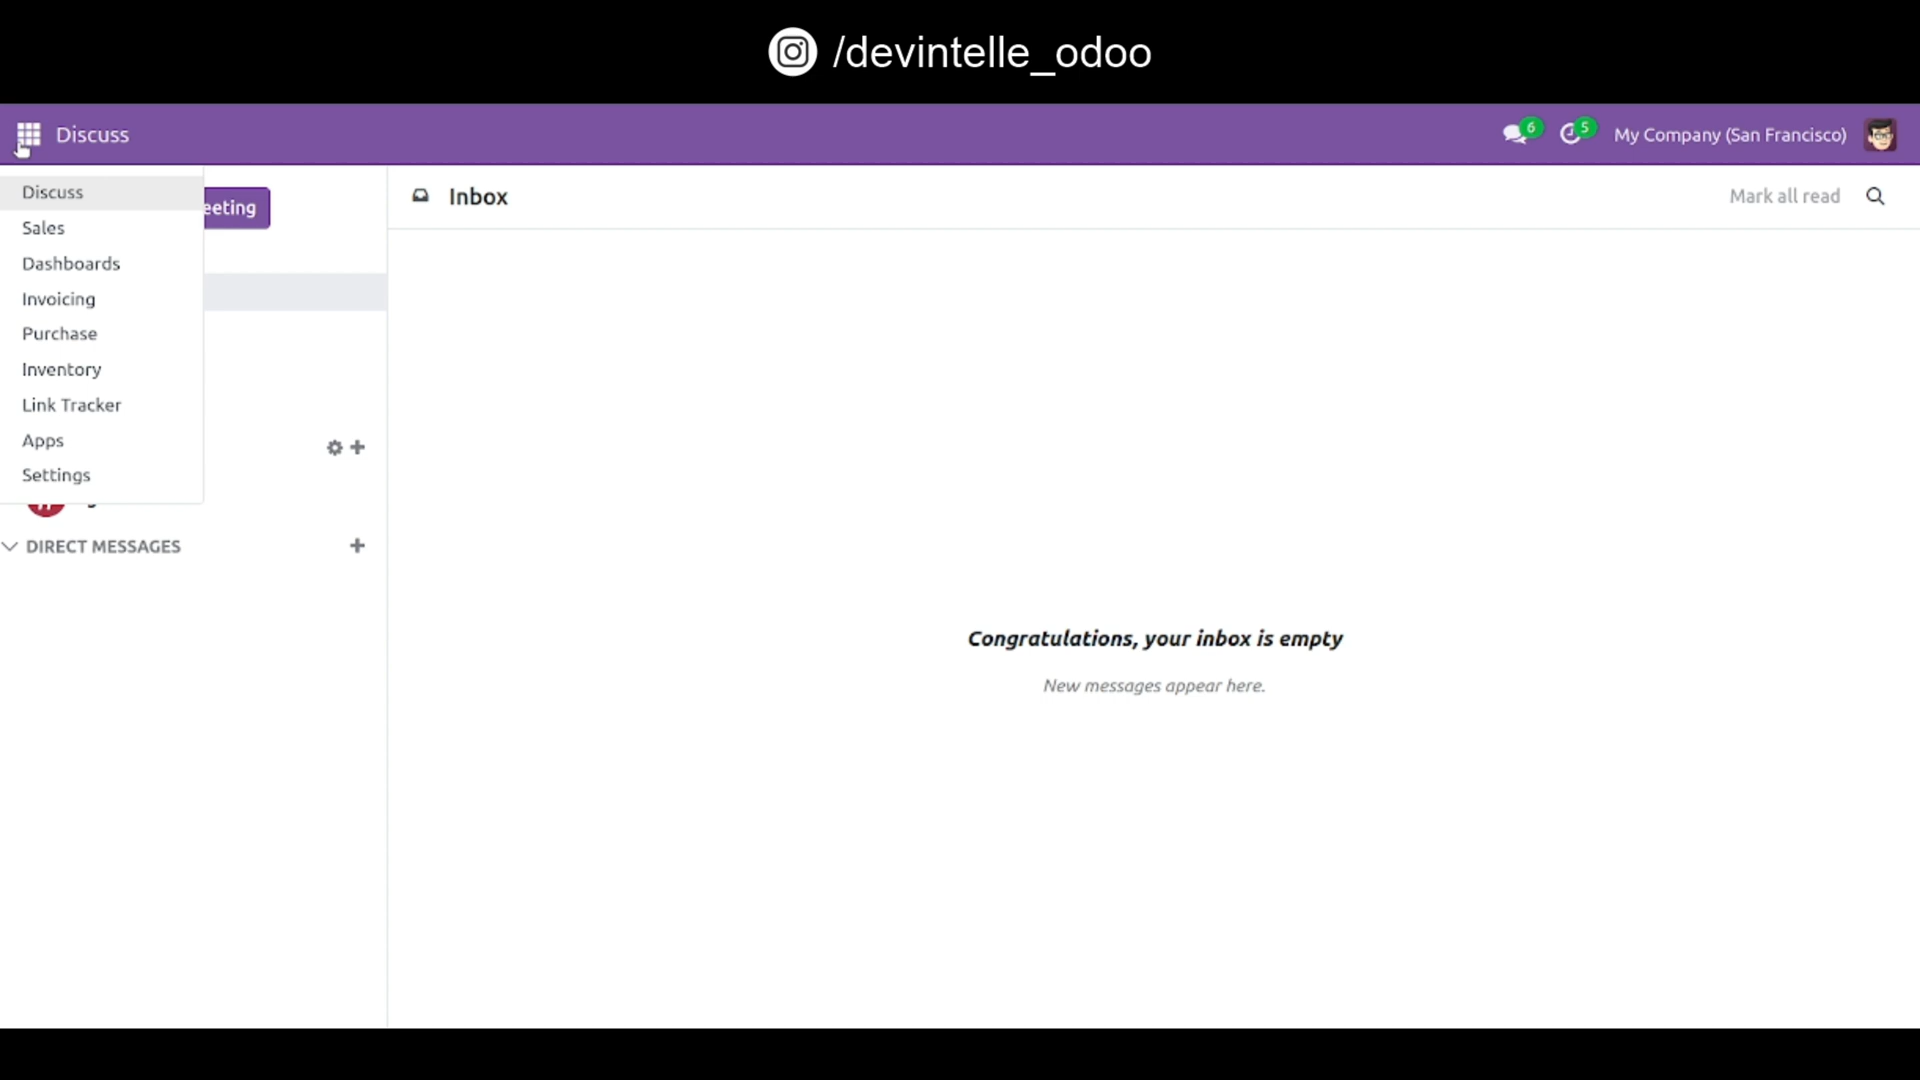 /devintelle_odoo
Discuss
6
5
My Company (San Francisco)
Discuss
Sales
Dashboards
Invoicing
Purchase
Inventory
Link Tracker
Apps
Settings
eeting
Inbox
Mark all read
DIRECT MESSAGES
Congratulations, your inbox is empty
New messages appear here.